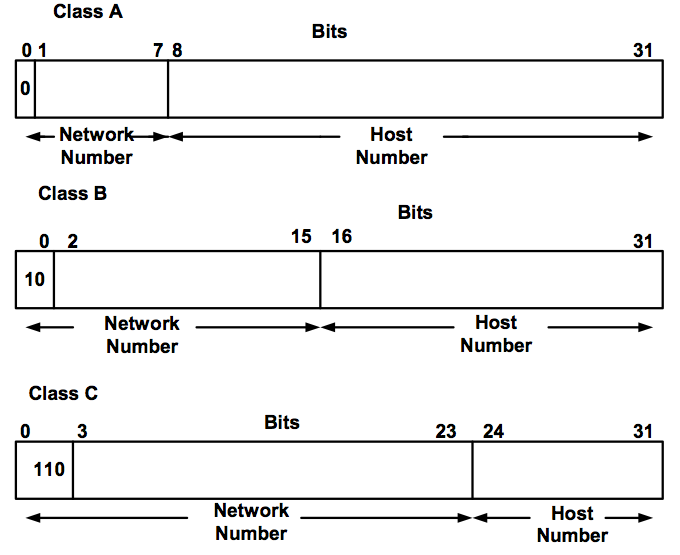 Class A
Bits
0 1 7 8 31
0
Network Number
Host Number
Class B
Bits
0 2 15 16 31
10
Network Number
Host Number
Class C
Bits
0 3 23 24 31
110
Network Number
Host Number